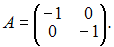 A = ( -1 0
0 -1 ).